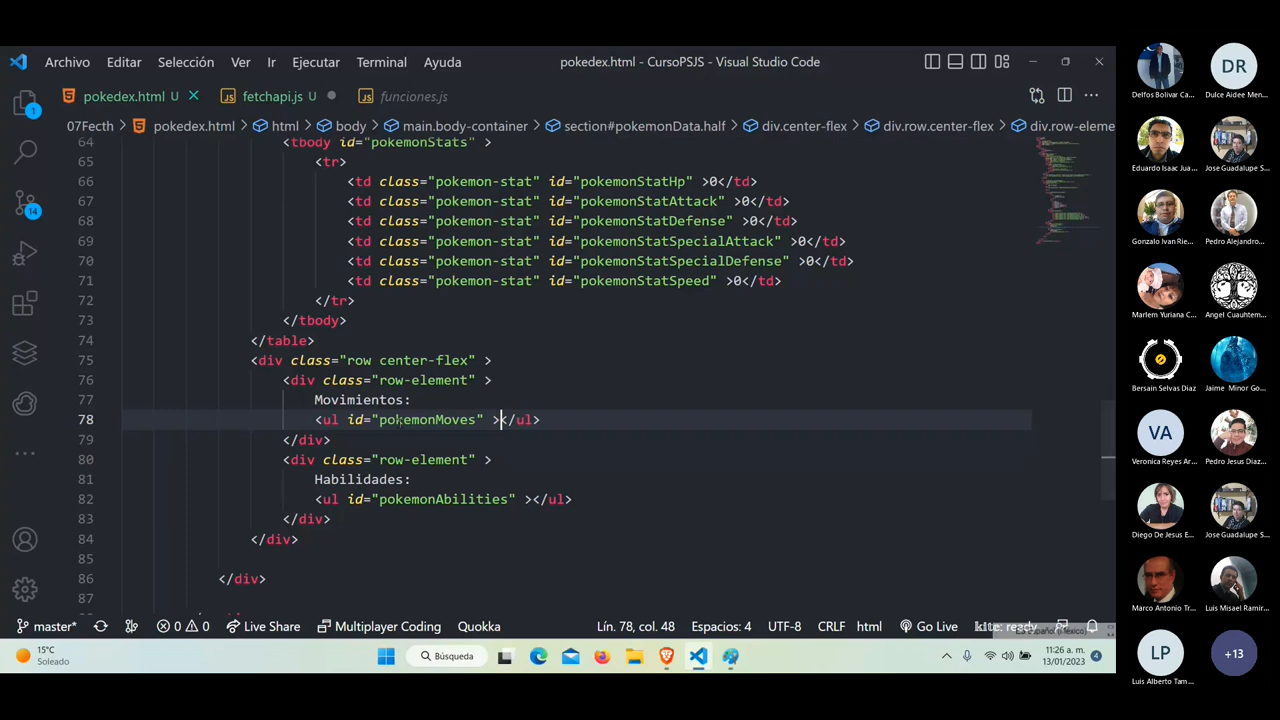 Archivo Editar Selección Ver Ir Ejecutar Terminal Ayuda pokedex.html - CursoPSJS - Visual Studio Code
pokedex.html U fetchapi.js U funciones.js
07Fecth > pokedex.html > html > body > main.body-container > section#pokemonData.half > div.center-flex > div.row.center-flex > div.row-eleme
64 <tbody id="pokemonStats" >
65 <tr>
66 <td class="pokemon-stat" id="pokemonStatHp" >0</td>
67 <td class="pokemon-stat" id="pokemonStatAttack" >0</td>
68 <td class="pokemon-stat" id="pokemonStatDefense" >0</td>
69 <td class="pokemon-stat" id="pokemonStatSpecialAttack" >0</td>
70 <td class="pokemon-stat" id="pokemonStatSpecialDefense" >0</td>
71 <td class="pokemon-stat" id="pokemonStatSpeed" >0</td>
72 </tr>
73 </tbody>
74 </table>
75 <div class="row center-flex" >
76 <div class="row-element" >
77 Movimientos:
78 <ul id="pokemonMoves" ></ul>
79 </div>
80 <div class="row-element" >
81 Habilidades:
82 <ul id="pokemonAbilities" ></ul>
83 </div>
84 </div>
85
86 </div>
87
1
14
master* 0 0 Live Share Multiplayer Coding Quokka Lín. 78, col. 48 Espacios: 4 UTF-8 CRLF html Go Live kite: ready
15°C
Soleado
Búsqueda
11:26 a. m.
13/01/2023
4
DR
Delfos Bolivar Ca... Dulce Aidee Men...
Eduardo Isaac Jua... Jose Guadalupe S...
Gonzalo Ivan Rie... Pedro Alejandro...
Marlem Yuriana C... Angel Cuauhtem...
Bersain Selvas Diaz Jaime Minor Go...
VA
Veronica Reyes Ar... Pedro Jesus Diaz...
Diego De Jesus E... Jose Guadalupe S...
Marco Antonio Tr... Luis Misael Ramir...
LP +13
Luis Alberto Tam...